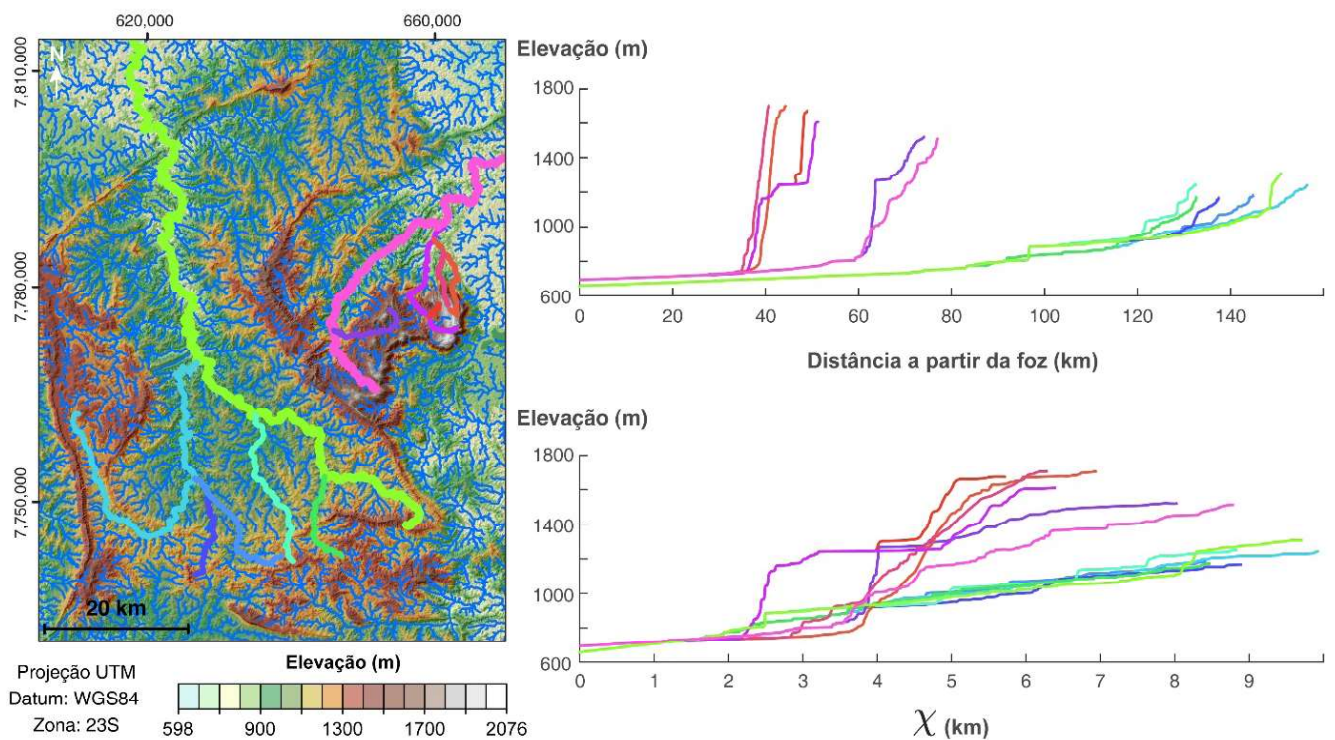 620,000 660,000
7,810,000
7,780,000
7,750,000
N
20 km
Projeção UTM
Datum: WGS84
Zona: 23S
Elevação (m)
598 900 1300 1700 2076
Elevação (m)
1800
1400
1000
600
0 20 40 60 80 100 120 140
Distância a partir da foz (km)
Elevação (m)
1800
1400
1000
600
0 1 2 3 4 5 6 7 8 9
χ (km)